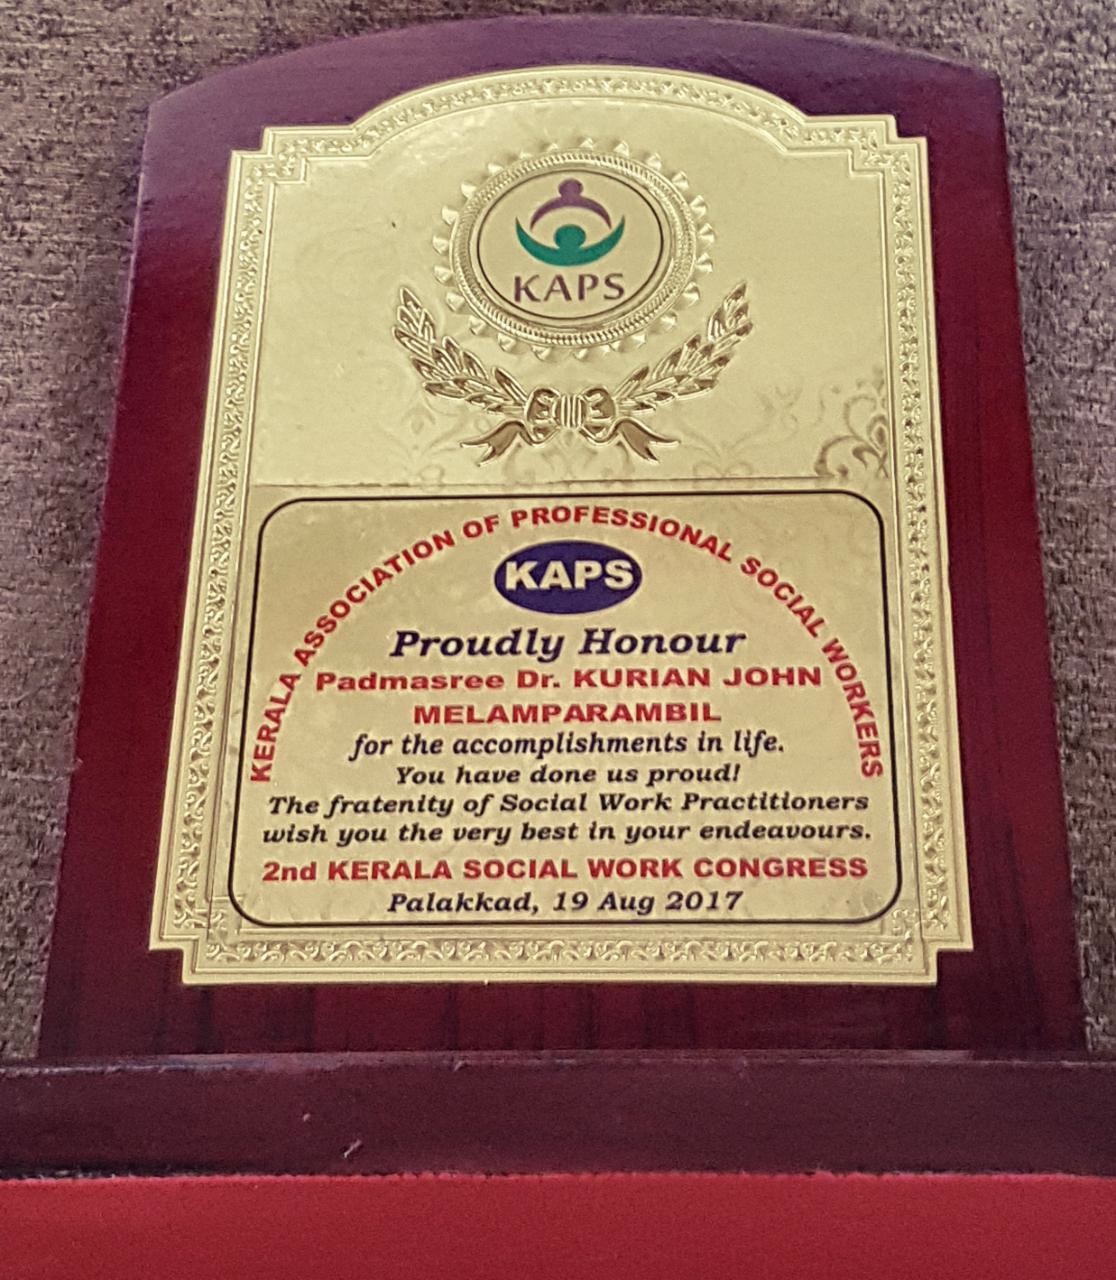 KAPS
KERALA ASSOCIATION OF PROFESSIONAL SOCIAL WORKERS
KAPS
Proudly Honour
Padmasree Dr. KURIAN JOHN
MELAMPARAMBIL
for the accomplishments in life.
You have done us proud!
The fratenity of Social Work Practitioners
wish you the very best in your endeavours.
2nd KERALA SOCIAL WORK CONGRESS
Palakkad, 19 Aug 2017